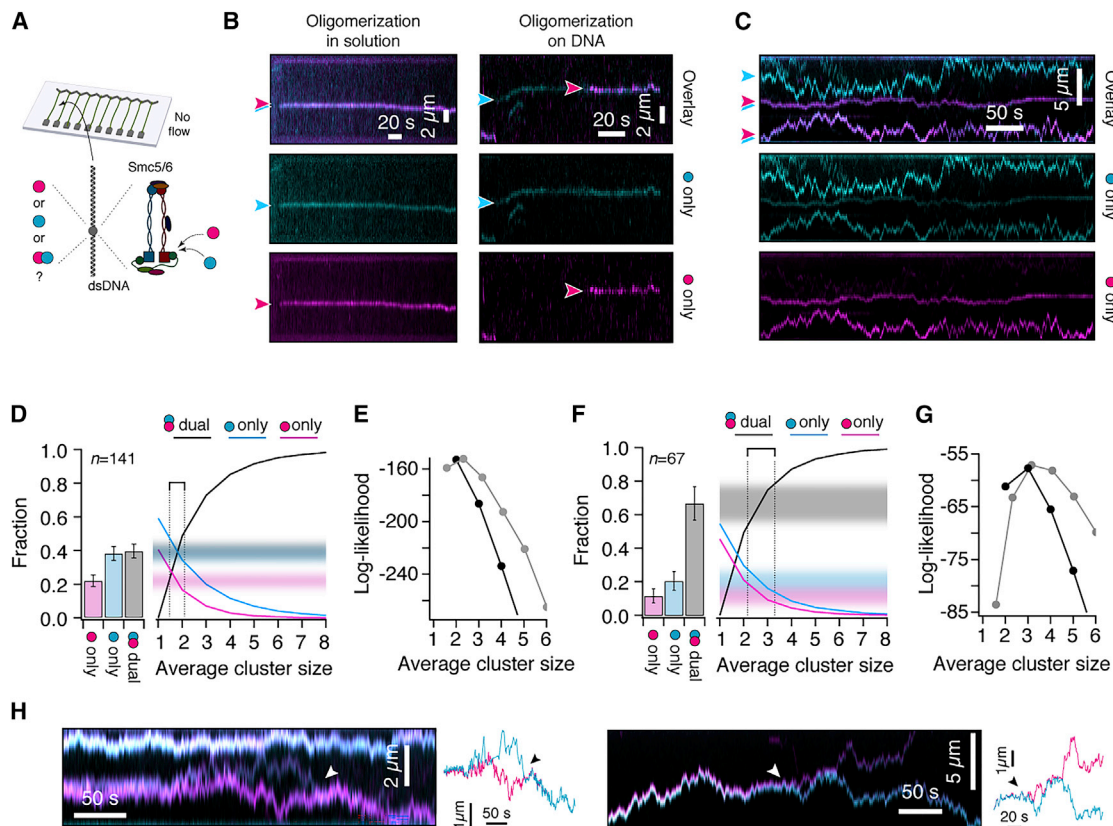 A
No
flow
Smc5/6
or
or
?
dsDNA
B
Oligomerization
in solution
Oligomerization
on DNA
20 s
2 µm
20 s
2 µm
Overlay
only
only
C
50 s
5 µm
Overlay
only
only
D
dual
only
only
n=141
Fraction
1.0
0.8
0.6
0.4
0.2
0
only
only
dual
1 2 3 4 5 6 7 8
Average cluster size
E
Log-likelihood
-160
-200
-240
1 2 3 4 5 6
Average cluster size
F
dual
only
only
n=67
Fraction
1.0
0.8
0.6
0.4
0.2
0
only
only
dual
1 2 3 4 5 6 7 8
Average cluster size
G
Log-likelihood
-55
-65
-75
-85
1 2 3 4 5 6
Average cluster size
H
50 s
2 µm
1µm
50 s
50 s
5 µm
1µm
20 s